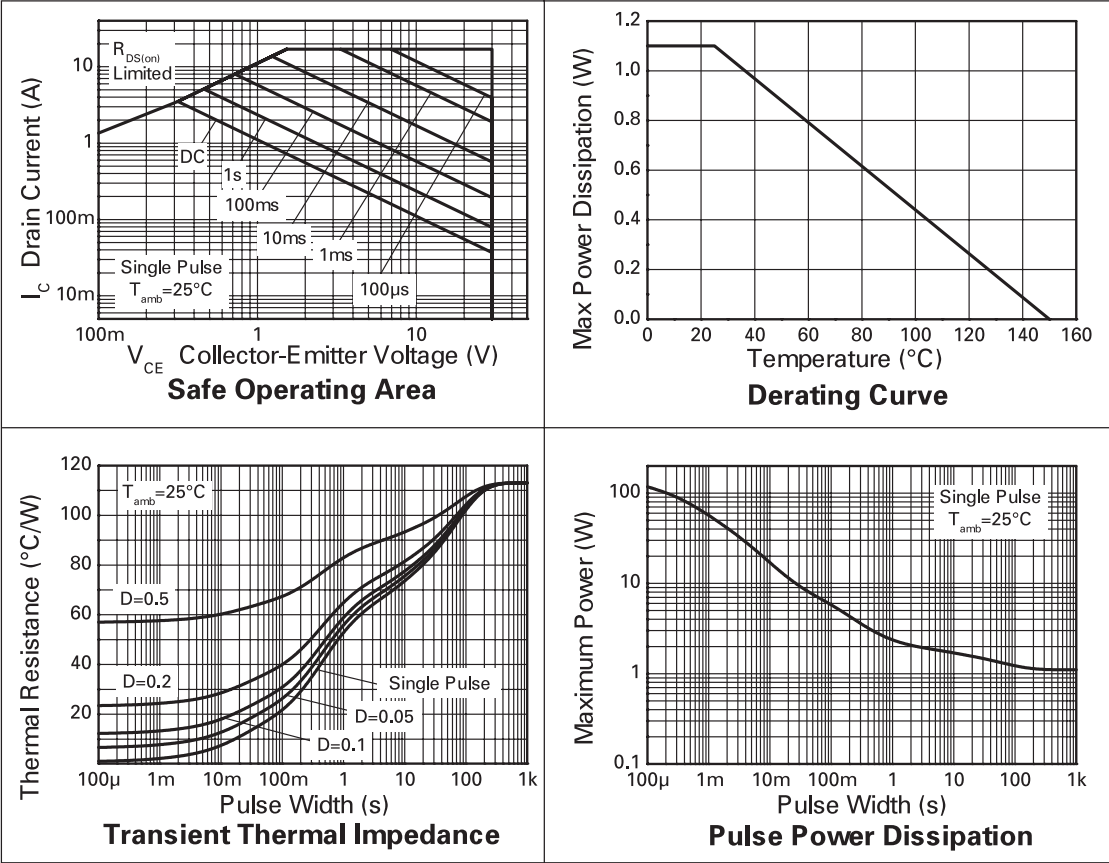 R DS(on)
Limited
10
1
100m
10m
I C Drain Current (A)
DC
1s
100ms
10ms
1ms
100µs
Single Pulse
T amb =25°C
100m 1 10
V CE Collector-Emitter Voltage (V)
Safe Operating Area
1.2
1.0
0.8
0.6
0.4
0.2
0.0
Max Power Dissipation (W)
0 20 40 60 80 100 120 140 160
Temperature (°C)
Derating Curve
120
100
80
60
40
20
Thermal Resistance (°C/W)
T amb =25°C
D=0.5
D=0.2
Single Pulse
D=0.05
D=0.1
100µ 1m 10m 100m 1 10 100 1k
Pulse Width (s)
Transient Thermal Impedance
100
10
1
0.1
Maximum Power (W)
Single Pulse
T amb =25°C
100µ 1m 10m 100m 1 10 100 1k
Pulse Width (s)
Pulse Power Dissipation